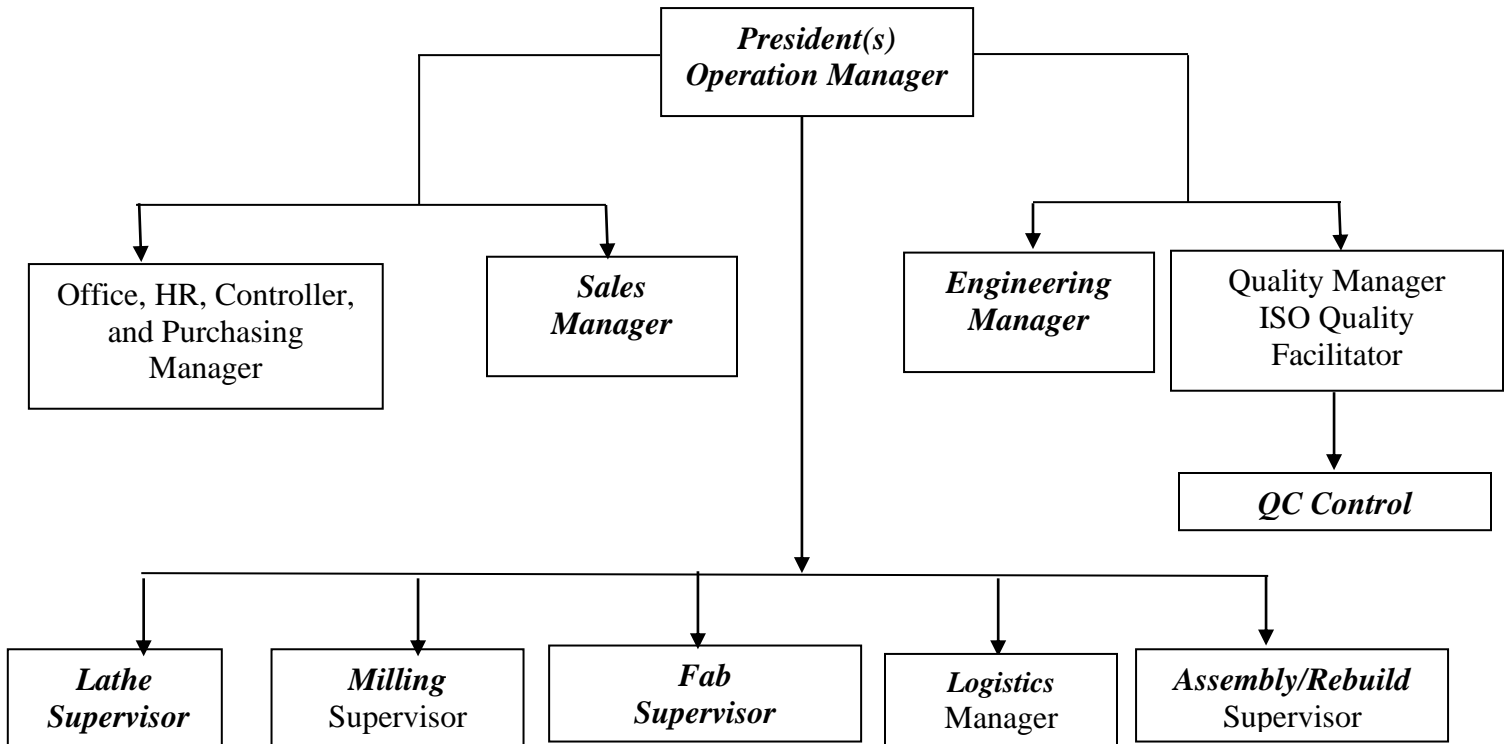 President(s)
Operation Manager
Office, HR, Controller,
and Purchasing
Manager
Sales
Manager
Engineering
Manager
Quality Manager
ISO Quality
Facilitator
QC Control
Lathe
Supervisor
Milling
Supervisor
Fab
Supervisor
Logistics
Manager
Assembly/Rebuild
Supervisor